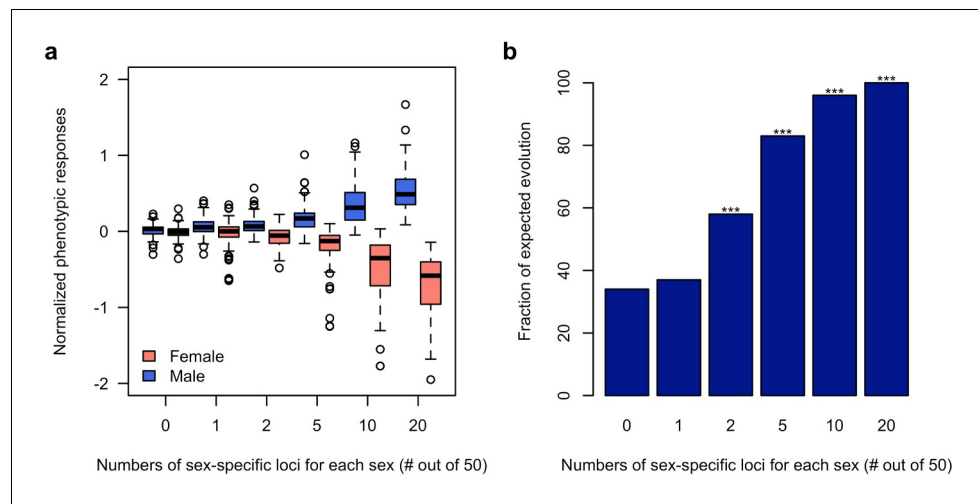 a
b
Normalized phenotypic responses
2
1
0
-1
-2
Female
Male
0 1 2 5 10 20
Numbers of sex-specific loci for each sex (# out of 50)
Fraction of expected evolution
100
80
60
40
20
0
***
***
***
***
0 1 2 5 10 20
Numbers of sex-specific loci for each sex (# out of 50)